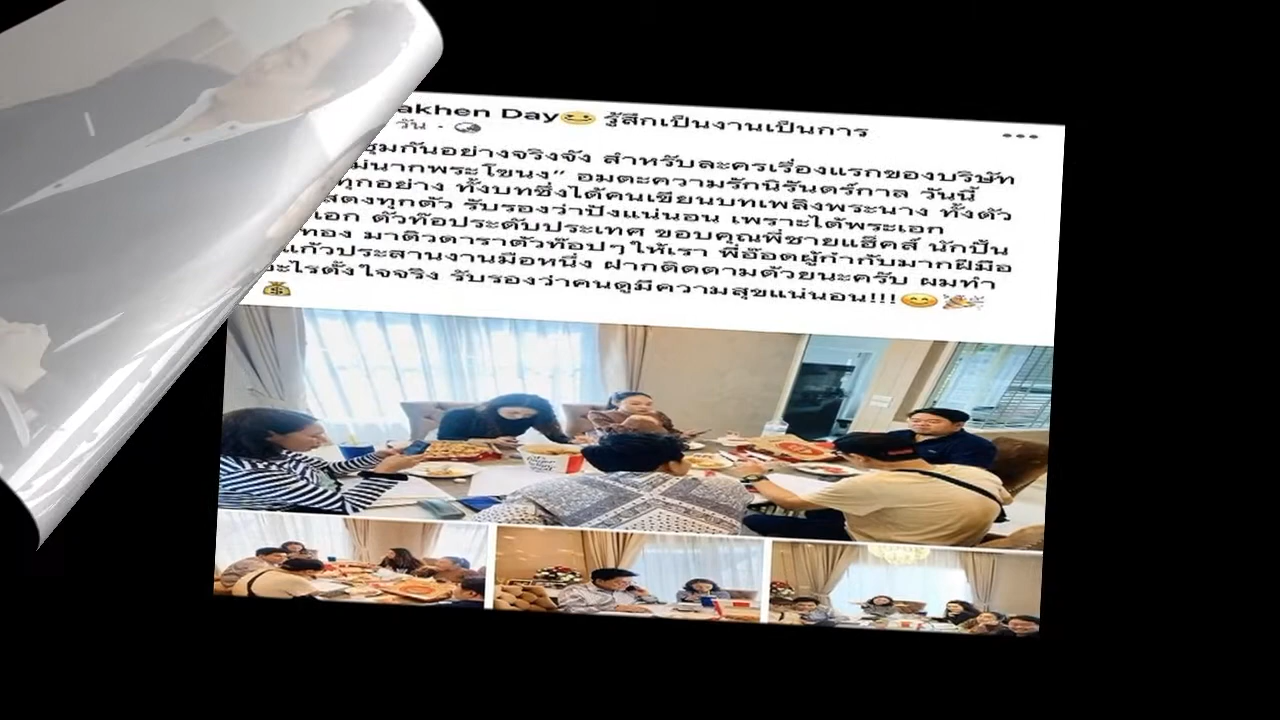 akhen Day😆 รู้สึกเป็นงานเป็นการ
วัน ·
ชุมกันอย่างจริงจัง สำหรับละครเรื่องแรกของบริษัท
แม่นากพระโขนง" อมตะความรักนิรันตร์กาล วันนี้
ทุกอย่าง ทั้งบทซึ่งได้คนเขียนบทเพลิงพระนาง ทั้งตัว
สดงทุกตัว รับรองว่าปังแน่นอน เพราะได้พระเอก
เอก ตัวท๊อประดับประเทศ ขอบคุณพี่ชายแฮ็คส์ นักปั้น
ทอง มาติวดาราตัวท๊อปๆให้เรา พี่อ๊อตผู้กำกับมากฝีมือ
แก้วประสานงานมือหนึ่ง ฝากติดตามด้วยนะครับ ผมทำ
อะไรตั้งใจจริง รับรองว่าคนดูมีความสุขแน่นอน!!!😊🎉
💰